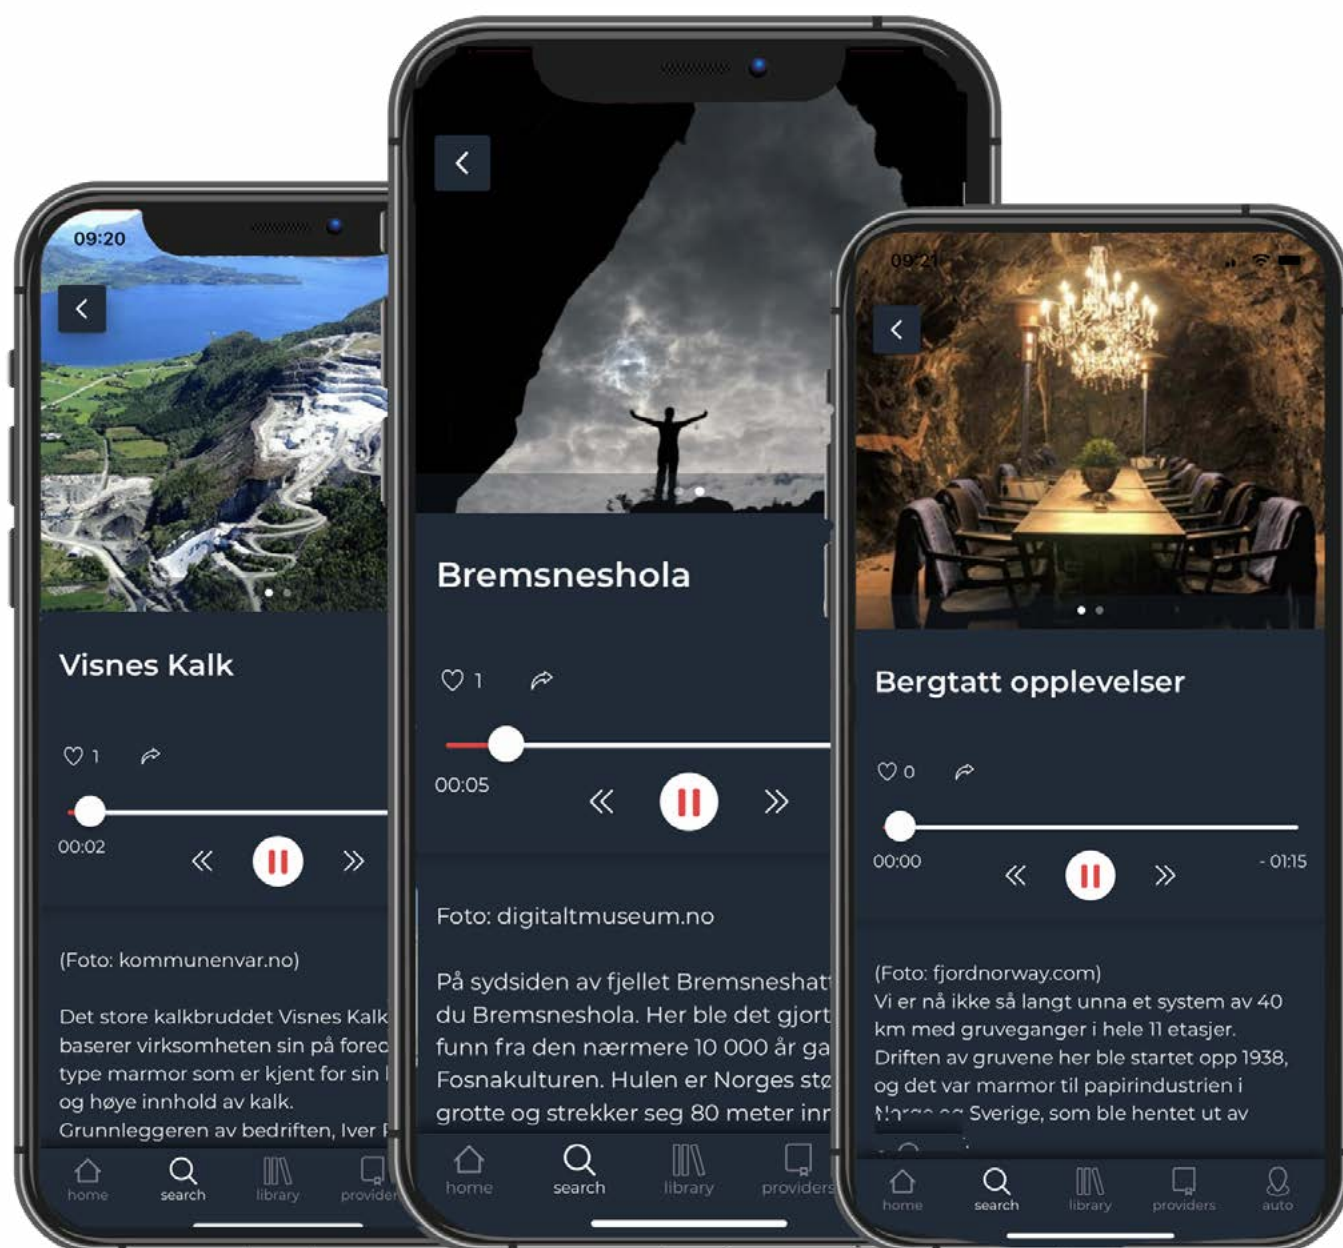 09:20
Visnes Kalk
1
00:02
(Foto: kommunenvar.no)
Det store kalkbruddet Visnes Kalk
baserer virksomheten sin på
type marmor som er kjent for sin
og høye innhold av kalk.
Grunnleggeren av bedriften, Iver
home
search
library
Bremsneshola
1
00:05
Foto: digitaltmuseum.no
På sydsiden av fjellet
du Bremsneshola. Her ble det gjort
funn fra den nærmere 10 000 år
Fosnakulturen. Hulen er Norges
grotte og strekker seg 80 meter
home
search
library
providers
09:21
Bergtatt opplevelser
0
00:00
- 01:15
(Foto: fjordnorway.com)
Vi er nå ikke så langt unna et system av 40
km med gruveganger i hele 11 etasjer.
Driften av gruvene her ble startet opp 1938,
og det var marmor til papirindustrien i
Norge og Sverige, som ble hentet ut av
home
search
library
providers
auto